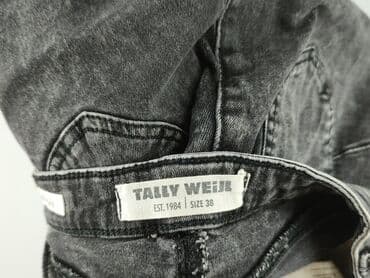 TALLY WEiJL
EST. 1984 | SIZE 38